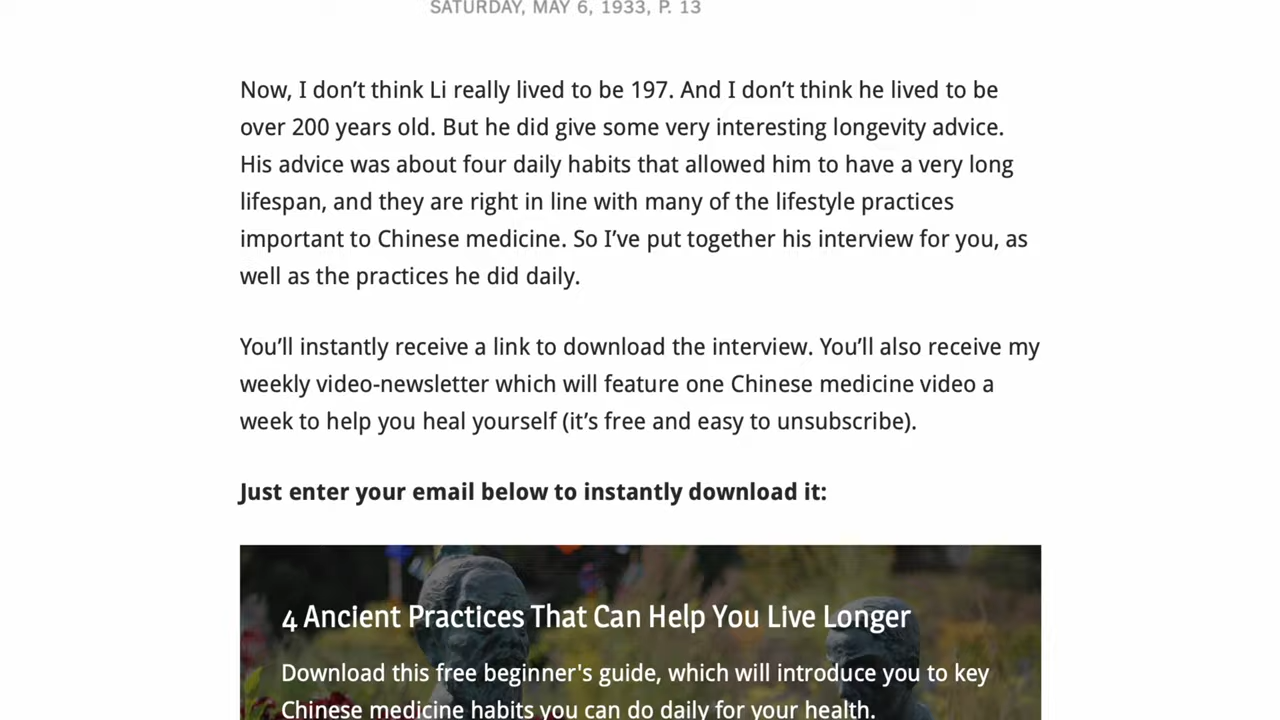 SATURDAY, MAY 6, 1933, P. 13
Now, I don’t think Li really lived to be 197. And I don’t think he lived to be
over 200 years old. But he did give some very interesting longevity advice.
His advice was about four daily habits that allowed him to have a very long
lifespan, and they are right in line with many of the lifestyle practices
important to Chinese medicine. So I’ve put together his interview for you, as
well as the practices he did daily.
You’ll instantly receive a link to download the interview. You’ll also receive my
weekly video-newsletter which will feature one Chinese medicine video a
week to help you heal yourself (it’s free and easy to unsubscribe).
Just enter your email below to instantly download it:
4 Ancient Practices That Can Help You Live Longer
Download this free beginner's guide, which will introduce you to key
Chinese medicine habits you can do daily for your health.